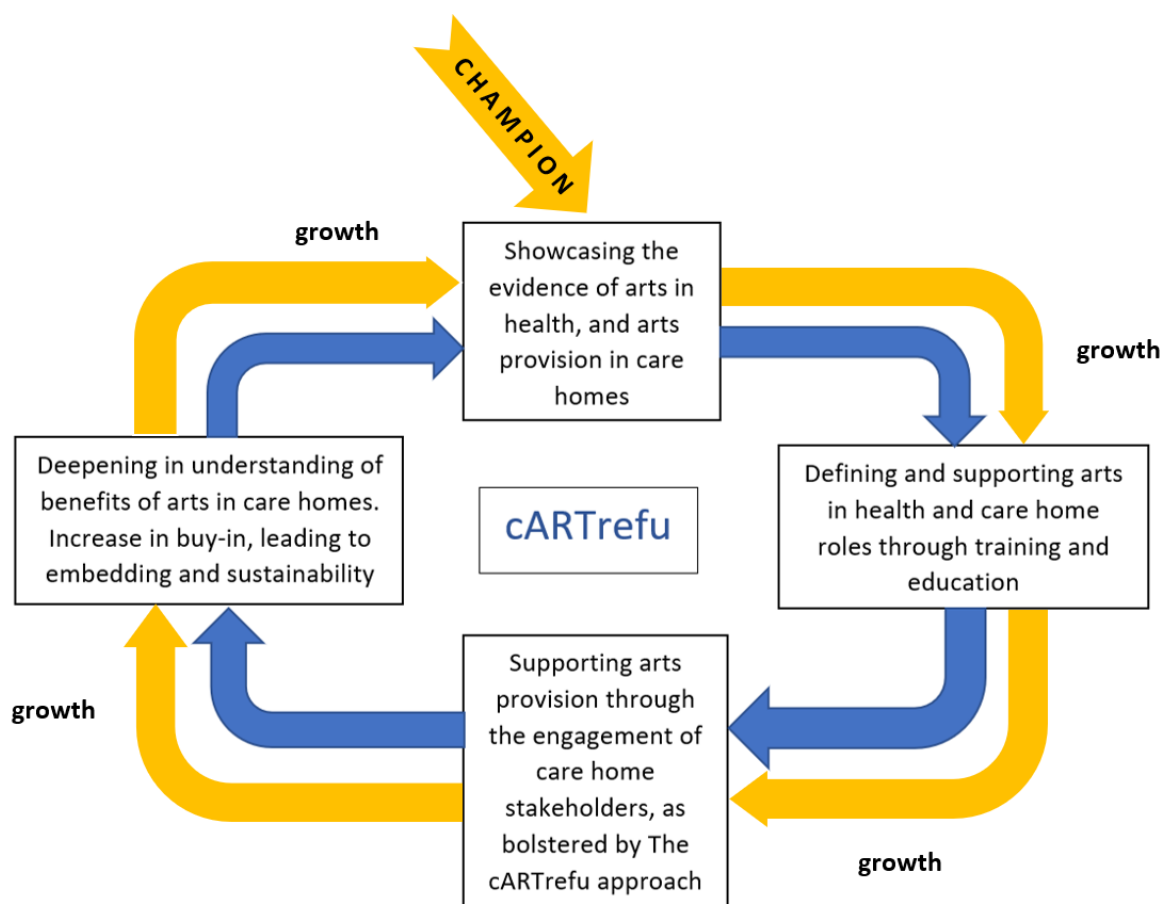 CHAMPION
growth
Showcasing the
evidence of arts in
health, and arts
provision in care
homes
growth
Deepening in understanding of
benefits of arts in care homes.
Increase in buy-in, leading to
embedding and sustainability
cARTrefu
Defining and supporting arts
in health and care home
roles through training and
education
growth
Supporting arts
provision through
the engagement of
care home
stakeholders, as
bolstered by The
cARTrefu approach
growth